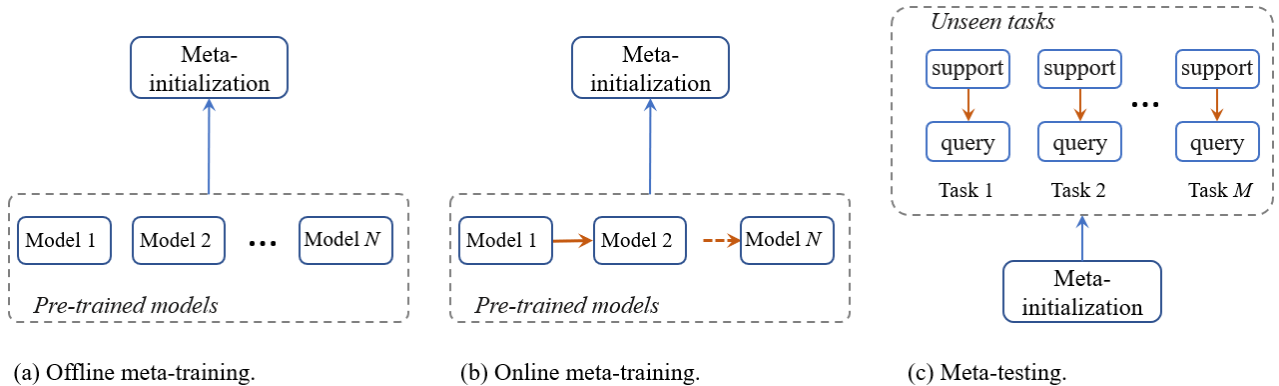 Meta-
initialization
Model 1
Model 2
...
Model N
Pre-trained models
(a) Offline meta-training.
Meta-
initialization
Model 1
Model 2
Model N
Pre-trained models
(b) Online meta-training.
Unseen tasks
support
support
support
...
query
query
query
Task 1
Task 2
Task M
Meta-
initialization
(c) Meta-testing.